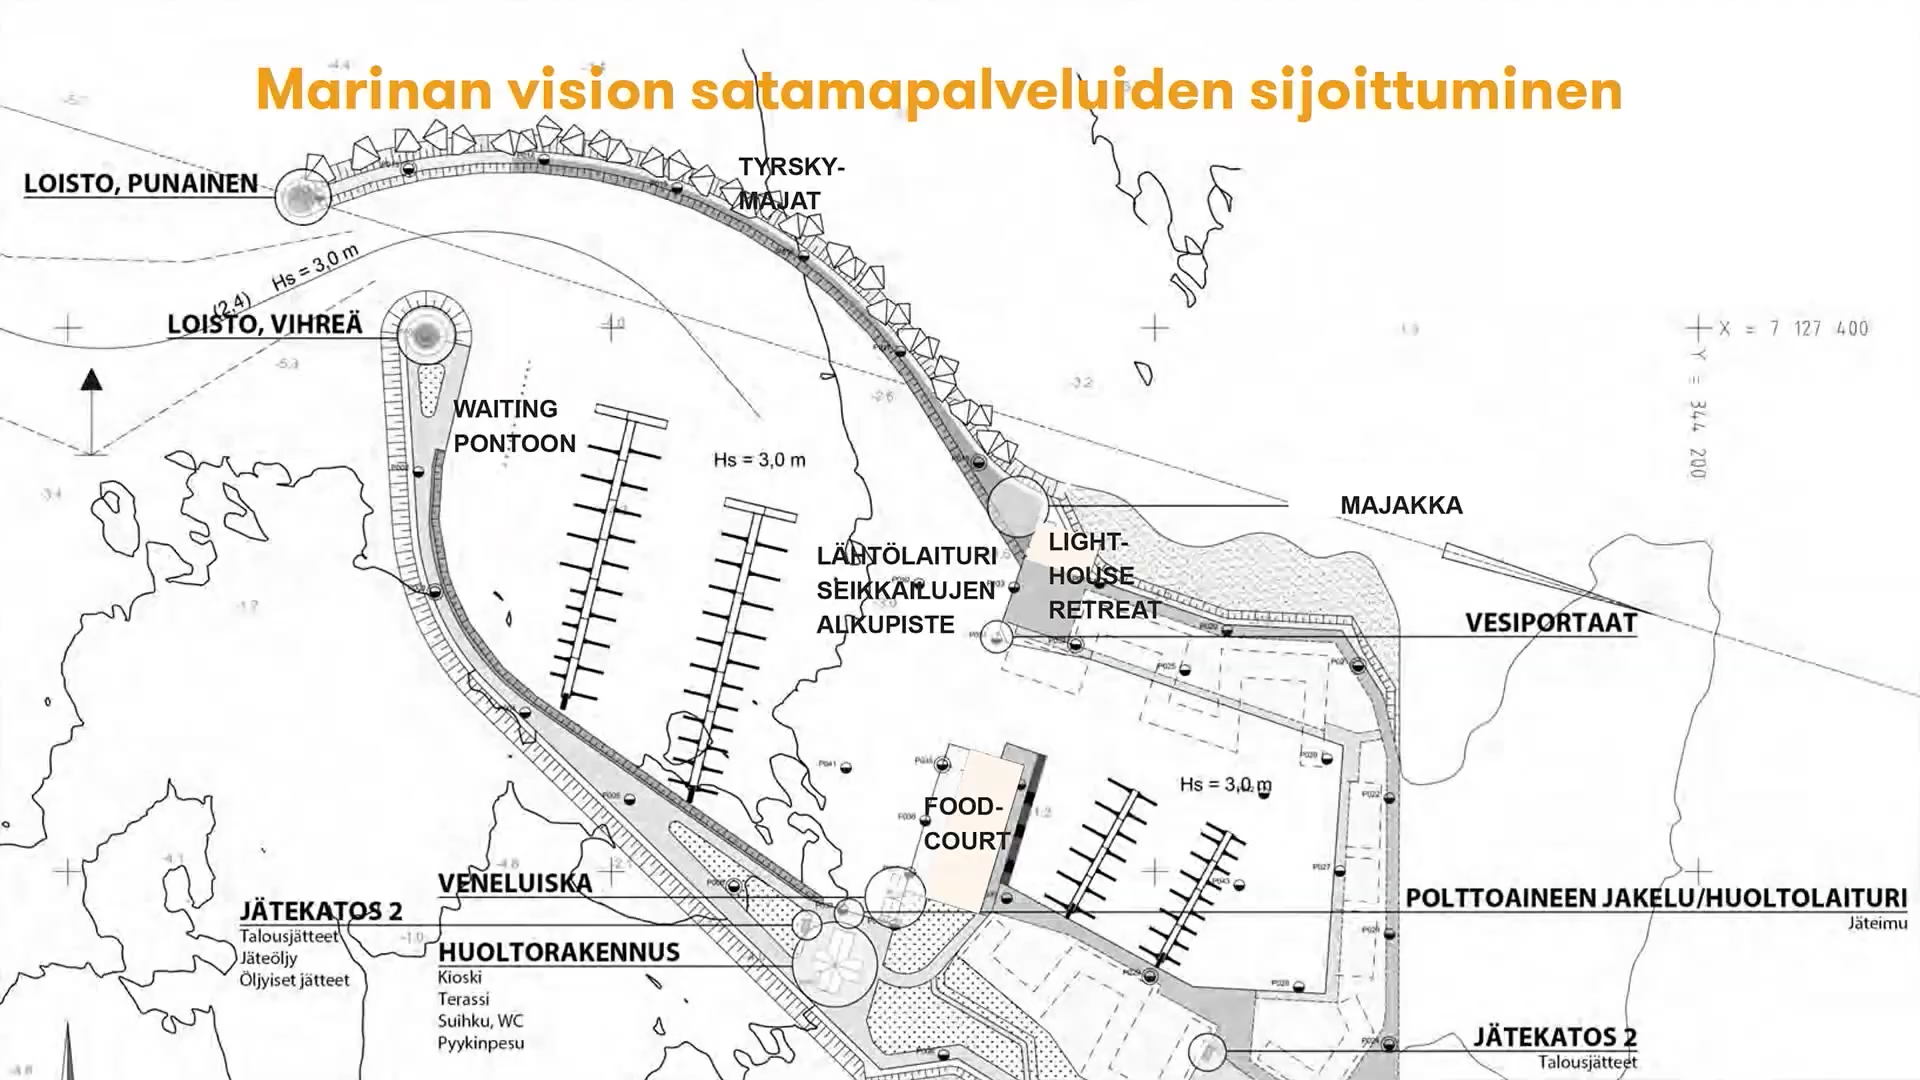 Marinan vision satamapalveluiden sijoittuminen
LOISTO, PUNAINEN
TYRSKY-
MAJAT
(2.4) Hs = 3,0 m
LOISTO, VIHREÄ
X = 7 127 400
Y = 344 200
WAITING
PONTOON
Hs = 3,0 m
MAJAKKA
LÄHTÖLAITURI
SEIKKAILUJEN
ALKUPISTE
LIGHT-
HOUSE
RETREAT
VESIPORTAAT
Hs = 3,0 m
FOOD-
COURT
VENELUISKA
JÄTEKATOS 2
Talousjätteet
Jäteöljy
Öljyiset jätteet
HUOLTORAKENNUS
Kioski
Terassi
Suihku, WC
Pyykinpesu
POLTTOAINEEN JAKELU/HUOLTOLAITURI
Jäteimu
JÄTEKATOS 2
Talousjätteet